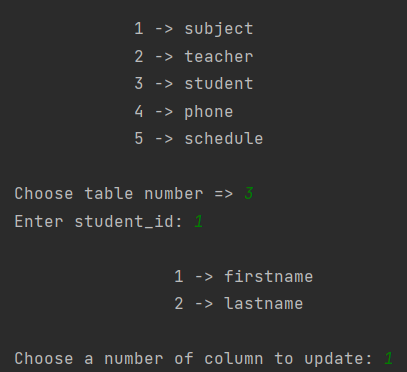 1 -> subject
2 -> teacher
3 -> student
4 -> phone
5 -> schedule
Choose table number => 3
Enter student_id: 1
1 -> firstname
2 -> lastname
Choose a number of column to update: 1